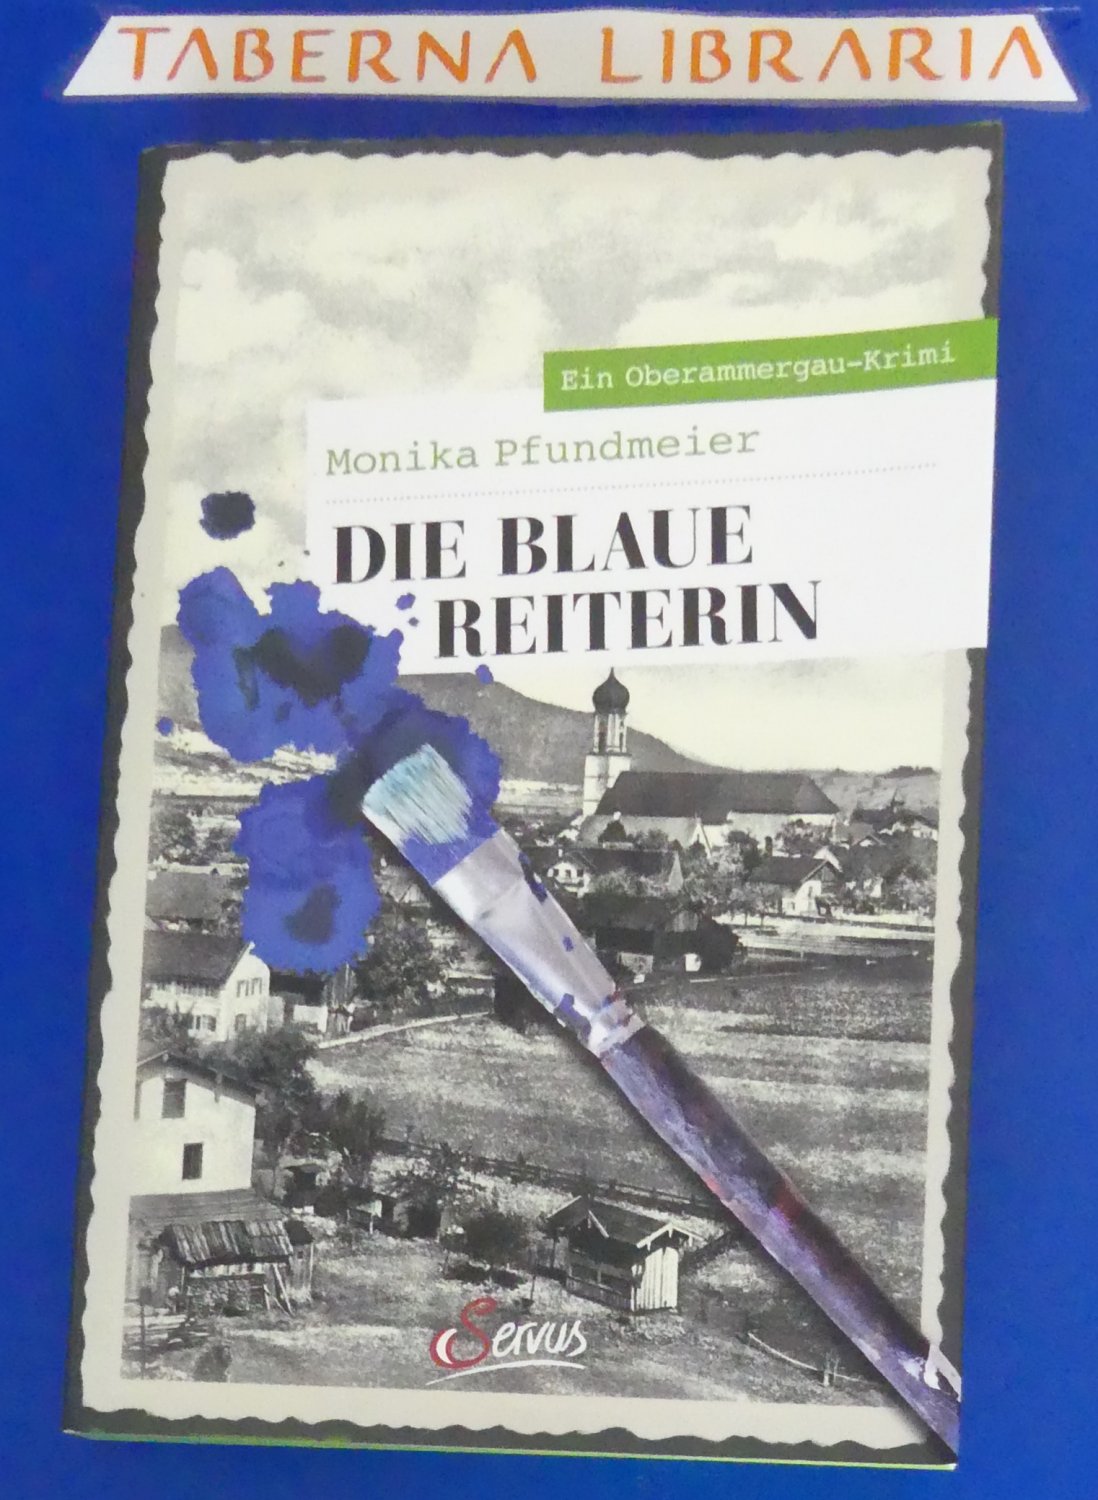 TABERNA LIBRARIA
Ein Oberammergau-Krimi
Monika Pfundmeier
DIE BLAUE
REITERIN
Servus